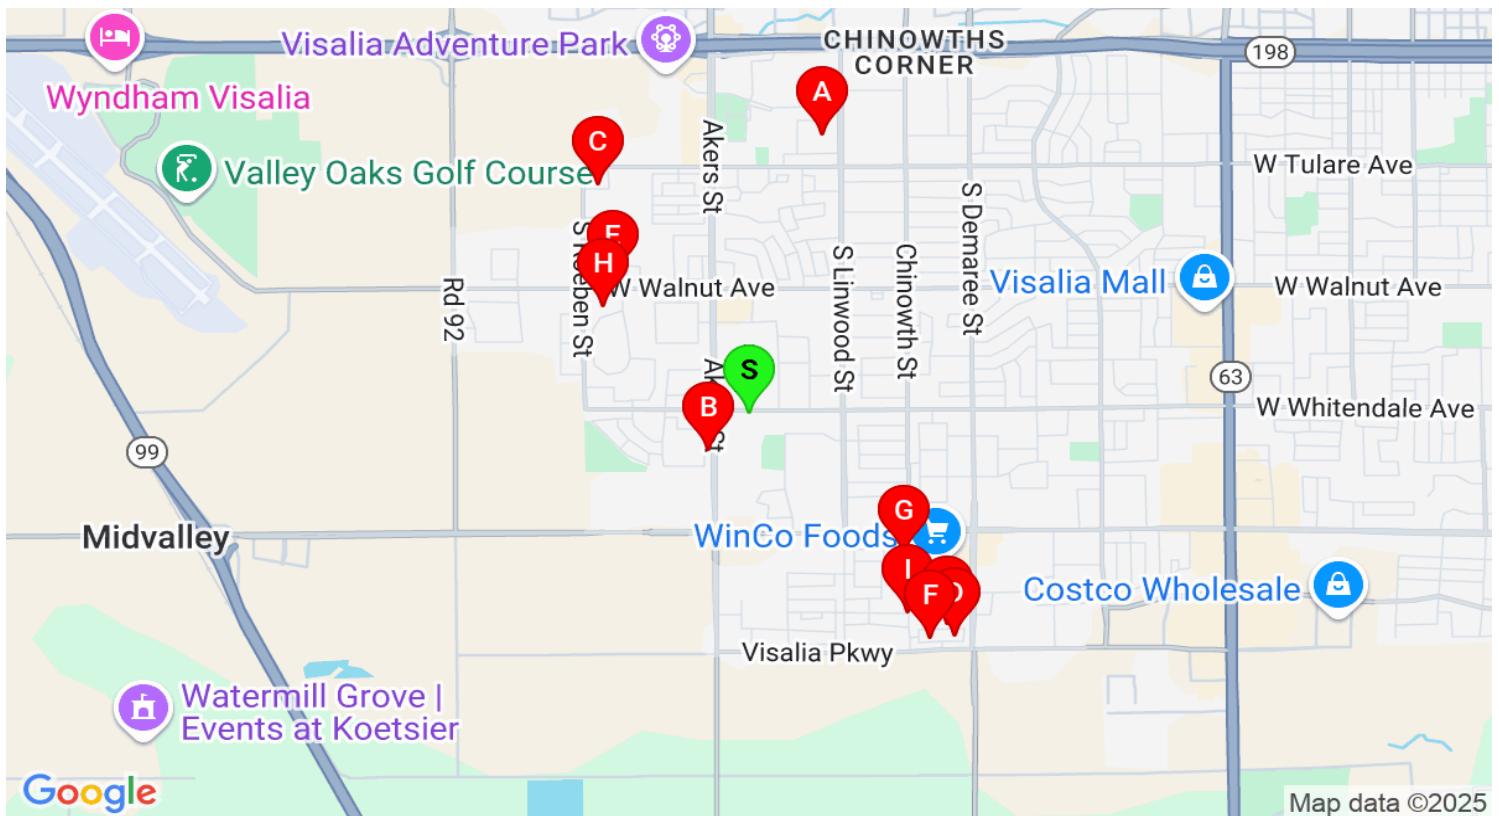 CHINOWTHS
CORNER
Visalia Adventure Park
198
Wyndham Visalia
A
C
Valley Oaks Golf Course
Akers St
W Tulare Ave
S Demaree St
E
H
W Walnut Ave
S Linwood St
Chinowth St
Visalia Mall
W Walnut Ave
Rd 92
S
B
63
W Whitendale Ave
99
G
WinCo Foods
Midvalley
I
F
D
Costco Wholesale
Visalia Pkwy
Watermill Grove |
Events at Koetsier
Google
Map data ©2025